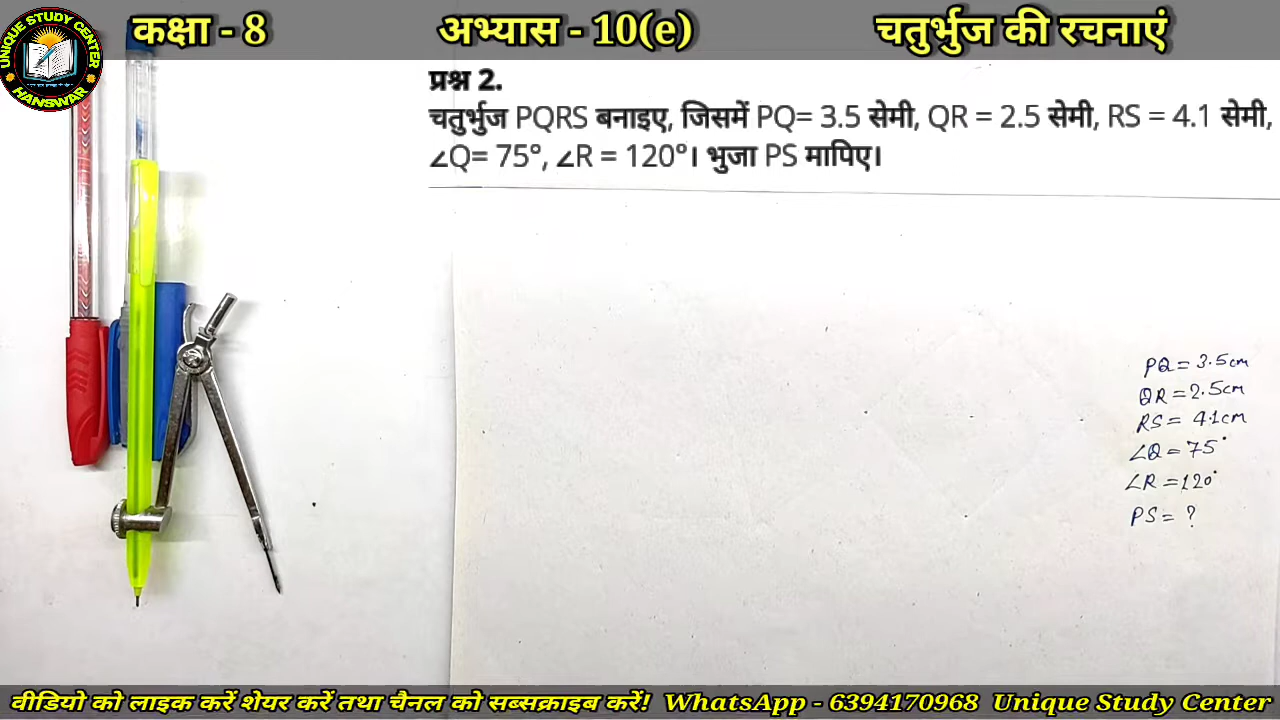 UNIQUE STUDY CENTER
HANSWAR
कक्षा - 8
अभ्यास - 10(e)
चतुर्भुज की रचनाएं
प्रश्न 2.
चतुर्भुज PQRS बनाइए, जिसमें PQ= 3.5 सेमी, QR = 2.5 सेमी, RS = 4.1 सेमी,
∠Q= 75°, ∠R = 120°। भुजा PS मापिए।
PQ = 3.5cm
QR = 2.5cm
RS = 4.1cm
∠Q = 75°
∠R = 120°
PS = ?
वीडियो को लाइक करें शेयर करें तथा चैनल को सब्सक्राइब करें! WhatsApp - 6394170968 Unique Study Center